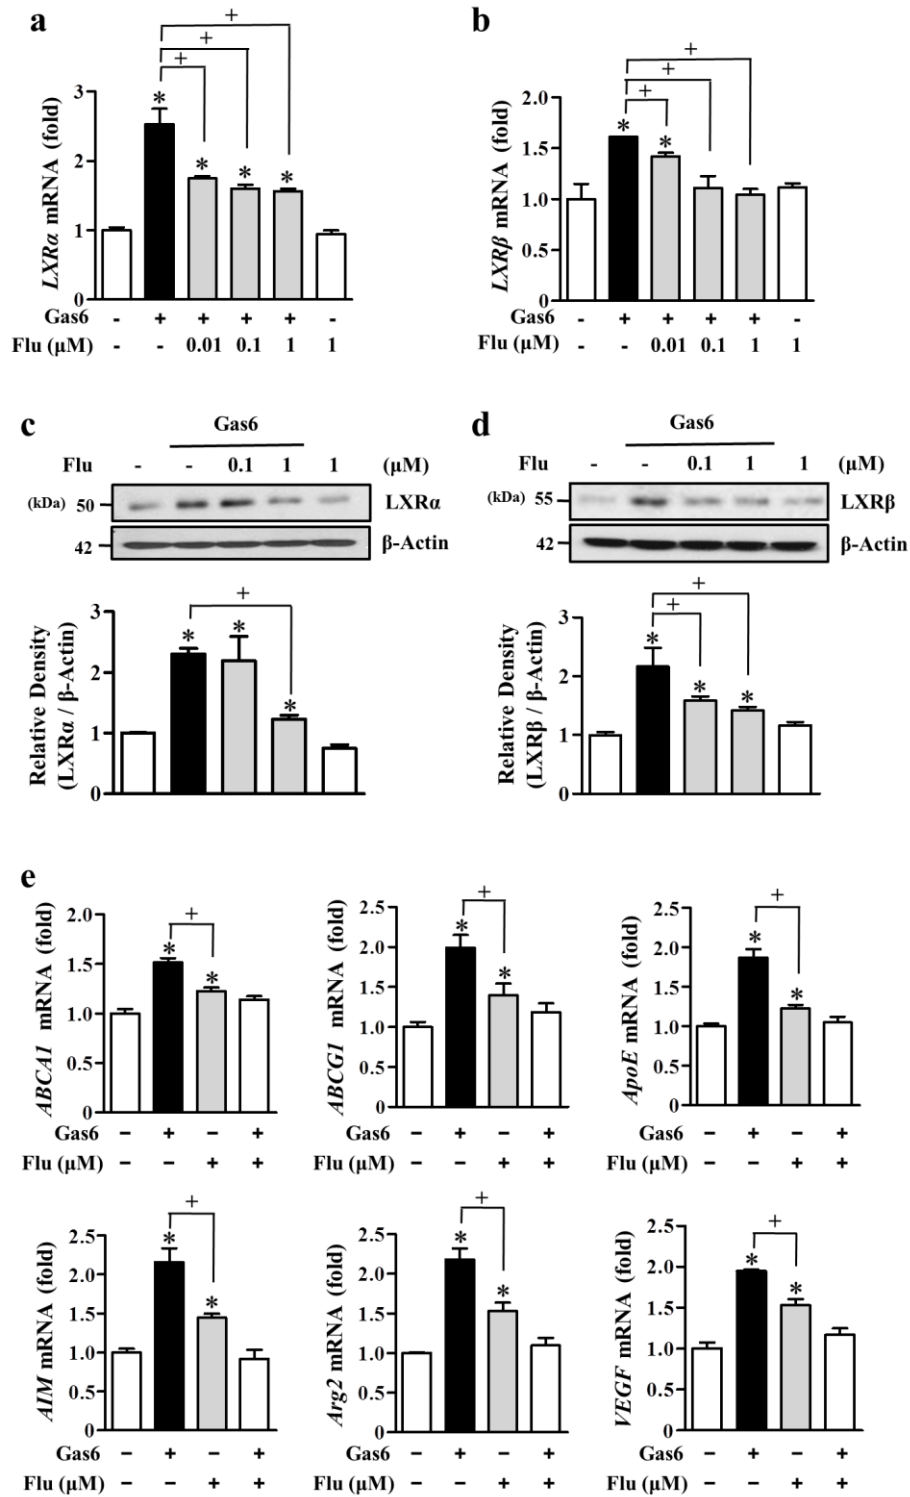 a
+
+
+
LXRα mRNA (fold)
3
2
1
0
*
*
*
*
Gas6 - + + + + -
Flu (μM) - - 0.01 0.1 1 1
b
+
+
+
LXRβ mRNA (fold)
2.0
1.5
1.0
0.5
0
*
*
Gas6 - + + + + -
Flu (μM) - - 0.01 0.1 1 1
c
Gas6
Flu - - 0.1 1 1 (μM)
(kDa) 50 LXRα
42 β-Actin
+
Relative Density
(LXRα / β-Actin)
3
2
1
0
*
*
*
d
Gas6
Flu - - 0.1 1 1 (μM)
(kDa) 55 LXRβ
42 β-Actin
+
+
Relative Density
(LXRβ / β-Actin)
3
2
1
0
*
*
*
e
+
ABCA1 mRNA (fold)
2.0
1.5
1.0
0.5
0
*
*
Gas6 – + – +
Flu (μM) – – + +
+
ABCG1 mRNA (fold)
2.5
2.0
1.5
1.0
0.5
0
*
*
Gas6 – + – +
Flu (μM) – – + +
+
ApoE mRNA (fold)
2.5
2.0
1.5
1.0
0.5
0
*
*
Gas6 – + – +
Flu (μM) – – + +
+
AIM mRNA (fold)
2.5
2.0
1.5
1.0
0.5
0
*
*
Gas6 – + – +
Flu (μM) – – + +
+
Arg2 mRNA (fold)
2.5
2.0
1.5
1.0
0.5
0
*
*
Gas6 – + – +
Flu (μM) – – + +
+
VEGF mRNA (fold)
2.5
2.0
1.5
1.0
0.5
0
*
*
Gas6 – + – +
Flu (μM) – – + +